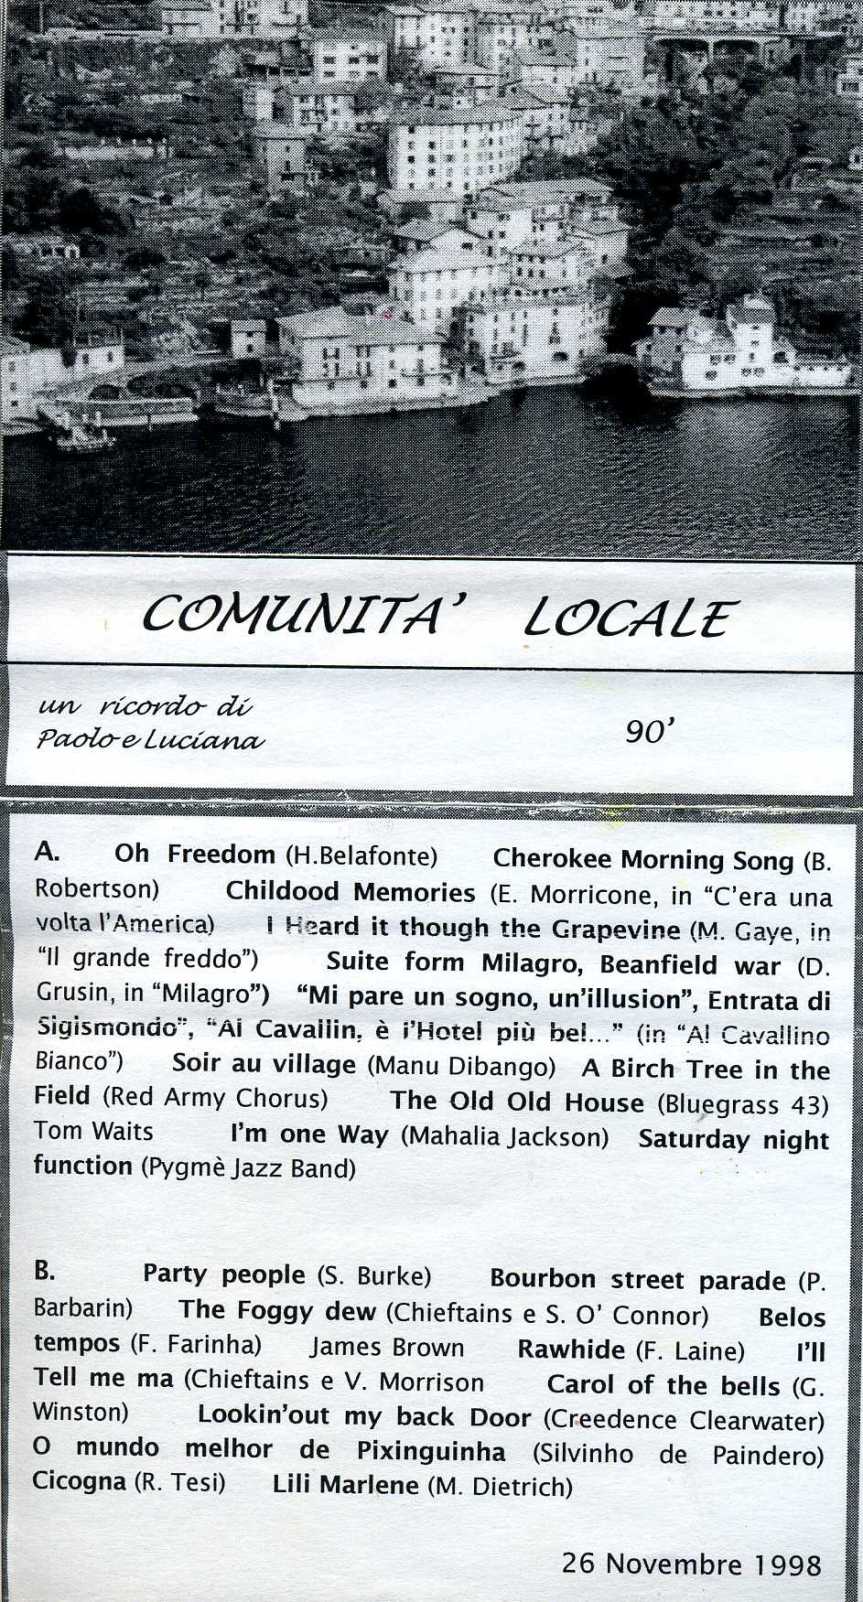 COMUNITA' LOCALE
un ricordo di
Paolo e Luciana
90'
A. Oh Freedom (H.Belafonte) Cherokee Morning Song (B.
Robertson) Childood Memories (E. Morricone, in “C'era una
volta l'America) I Heard it though the Grapevine (M. Gaye, in
“Il grande freddo”) Suite form Milagro, Beanfield war (D.
Grusin, in “Milagro”) “Mi pare un sogno, un'illusion”, Entrata di
Sigismondo”, “Al Cavallin, è l'Hotel più bel...” (in “Al Cavallino
Bianco”) Soir au village (Manu Dibango) A Birch Tree in the
Field (Red Army Chorus) The Old Old House (Bluegrass 43)
Tom Waits I'm one Way (Mahalia Jackson) Saturday night
function (Pygmè Jazz Band)
B. Party people (S. Burke) Bourbon street parade (P.
Barbarin) The Foggy dew (Chieftains e S. O' Connor) Belos
tempos (F. Farinha) James Brown Rawhide (F. Laine) I'll
Tell me ma (Chieftains e V. Morrison Carol of the bells (G.
Winston) Lookin'out my back Door (Creedence Clearwater)
O mundo melhor de Pixinguinha (Silvinho de Paindero)
Cicogna (R. Tesi) Lili Marlene (M. Dietrich)
26 Novembre 1998